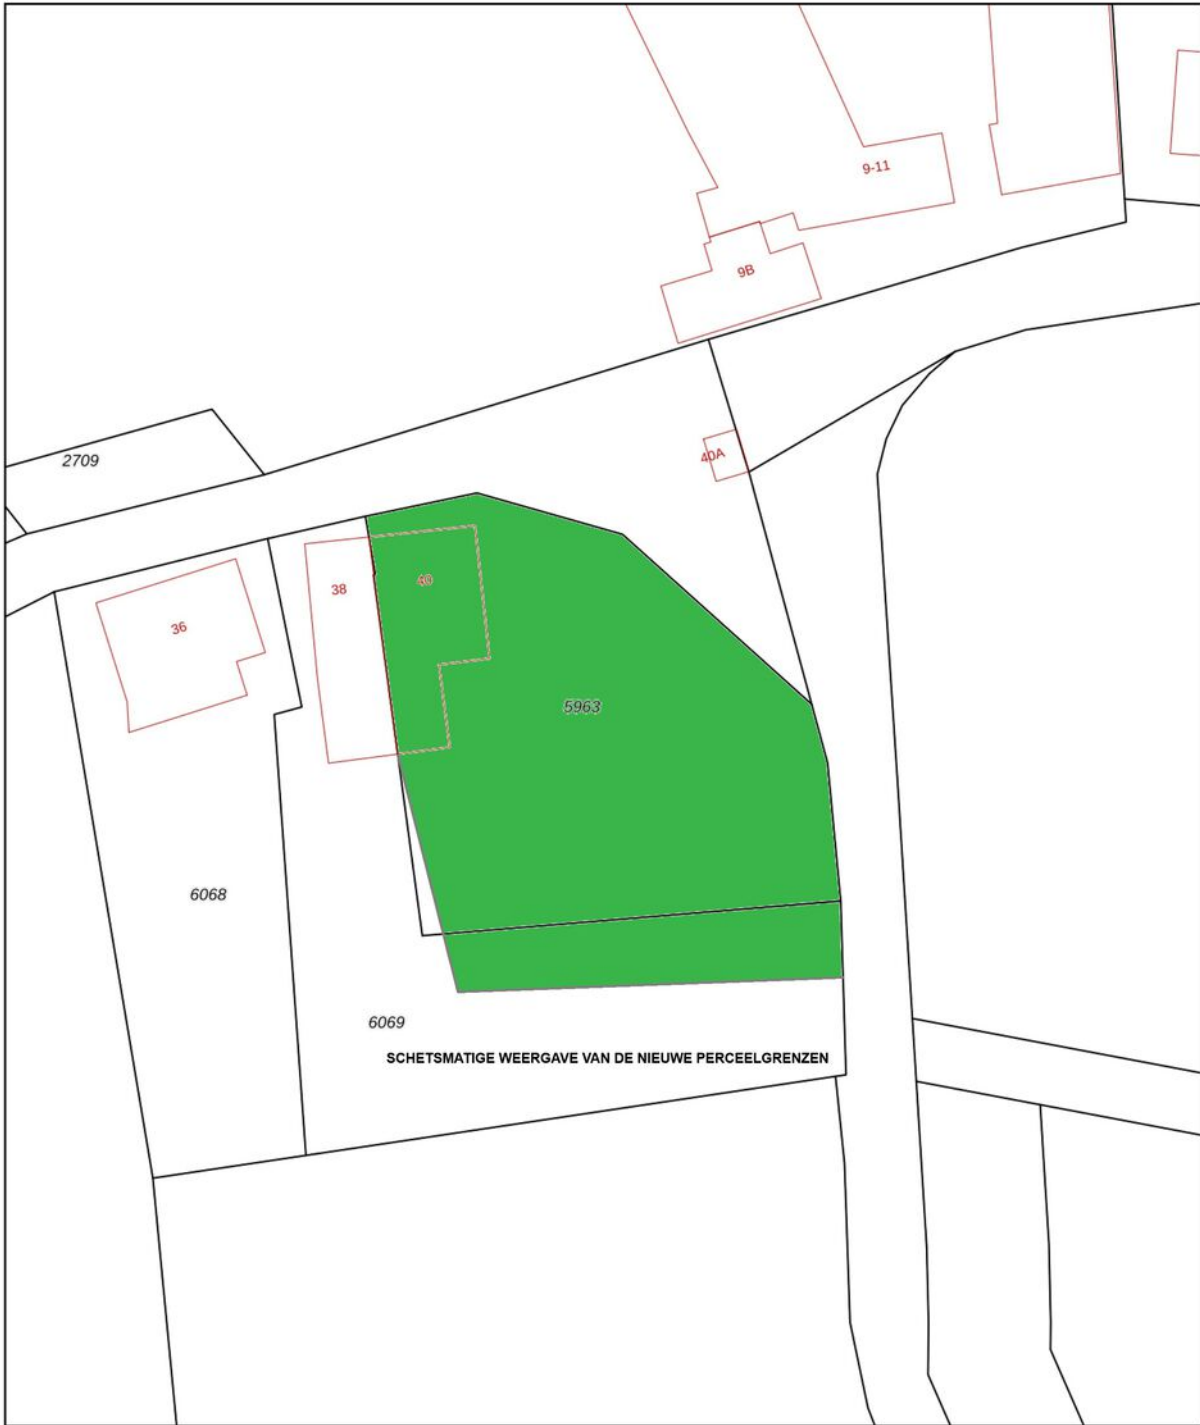 9-11
9B
40A
2709
38
40
36
5963
6068
6069
SCHETSMATIGE WEERGAVE VAN DE NIEUWE PERCEELGRENZEN